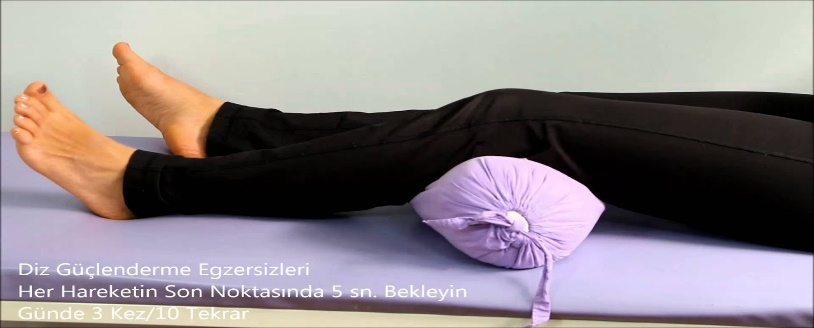 Diz Güçlenderme Egzersizleri
Her Hareketin Son Noktasında 5 sn. Bekleyin
Günde 3 Kez/10 Tekrar